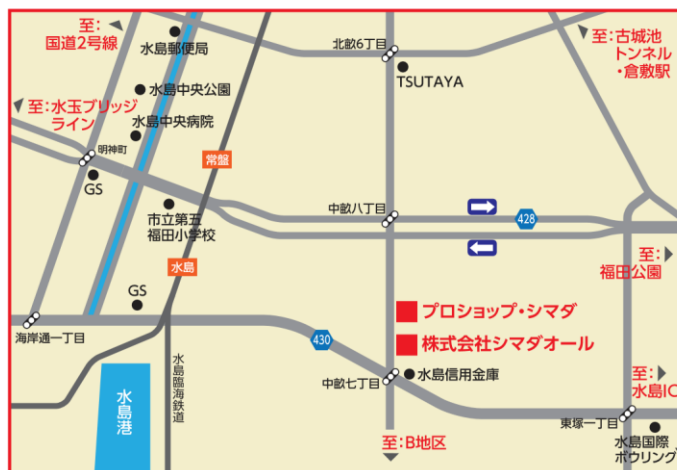 至:
国道2号線
水島郵便局
北畝6丁目
至:古城池
トンネル
・倉敷駅
TSUTAYA
水島中央公園
至:水玉ブリッジ
ライン
水島中央病院
明神町
常盤
GS
市立第五
福田小学校
中畝八丁目
428
至:
福田公園
水島
GS
プロショップ・シマダ
海岸通一丁目
430
株式会社シマダオール
水島臨海鉄道
水島港
中畝七丁目
水島信用金庫
至:
水島IC
東塚一丁目
至:B地区
水島国際
ボウリング